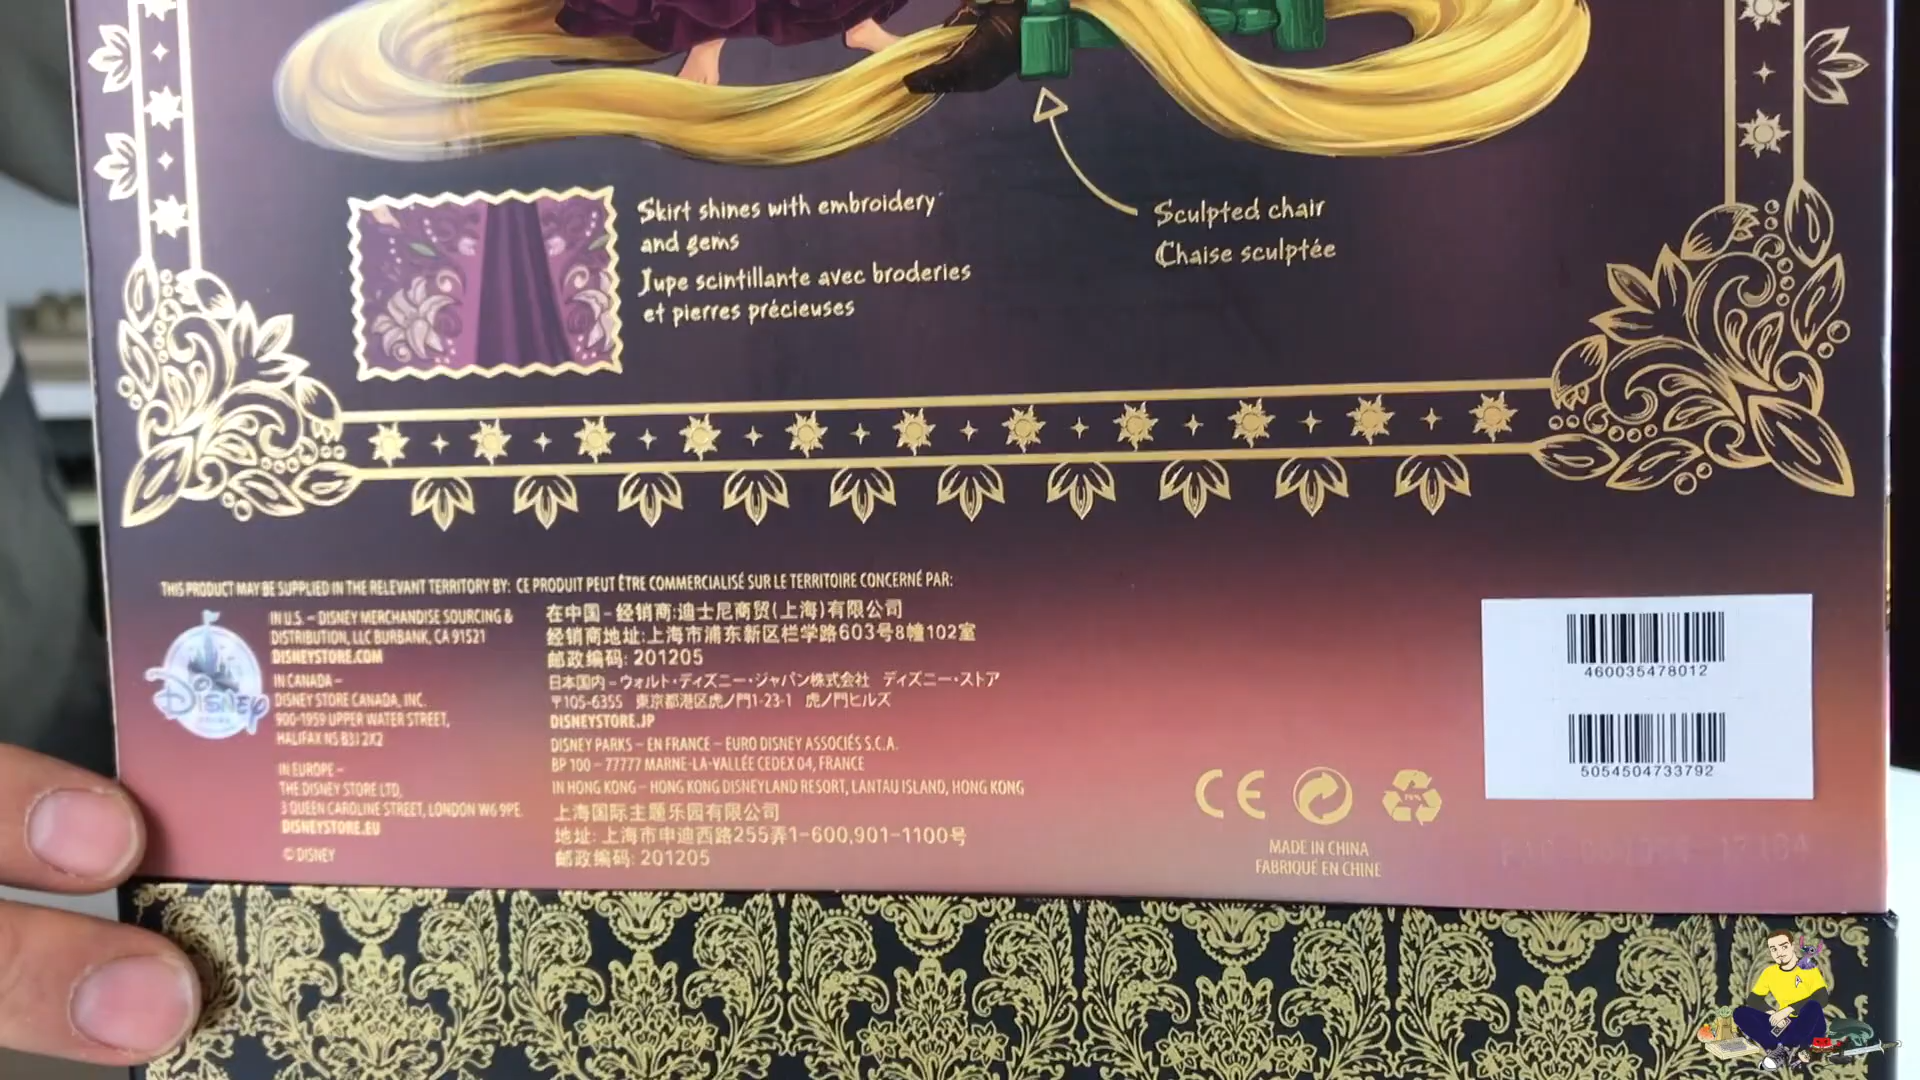 Skirt shines with embroidery
and gems
Jupe scintillante avec broderies
et pierres précieuses
Sculpted chair
Chaise sculptée
THIS PRODUCT MAY BE SUPPLIED IN THE RELEVANT TERRITORY BY: CE PRODUIT PEUT ÊTRE COMMERCIALISÉ SUR LE TERRITOIRE CONCERNÉ PAR:
DISNEY
IN U.S. – DISNEY MERCHANDISE SOURCING &
DISTRIBUTION, LLC BURBANK, CA 91521
DISNEYSTORE.COM
IN CANADA –
DISNEY STORE CANADA, INC.
900-1959 UPPER WATER STREET,
HALIFAX NS B3J 2X2
IN EUROPE –
THE DISNEY STORE LTD,
3 QUEEN CAROLINE STREET, LONDON W6 9PE.
DISNEYSTORE.EU
© DISNEY
在中国–经销商:迪士尼商贸(上海)有限公司
经销商地址:上海市浦东新区栏学路603号8幢102室
邮政编码: 201205
日本国内–ウォルト・ディズニー・ジャパン株式会社 ディズニー・ストア
〒105-6355 東京都港区虎ノ門1-23-1 虎ノ門ヒルズ
DISNEYSTORE.JP
DISNEY PARKS – EN FRANCE – EURO DISNEY ASSOCIÉS S.C.A.
BP 100 – 77777 MARNE-LA-VALLÉE CEDEX 04, FRANCE
IN HONG KONG – HONG KONG DISNEYLAND RESORT, LANTAU ISLAND, HONG KONG
上海国际主题乐园有限公司
地址: 上海市申迪西路255弄1-600,901-1100号
邮政编码: 201205
CE
MADE IN CHINA
FABRIQUÉ EN CHINE
460035478012
5054504733792